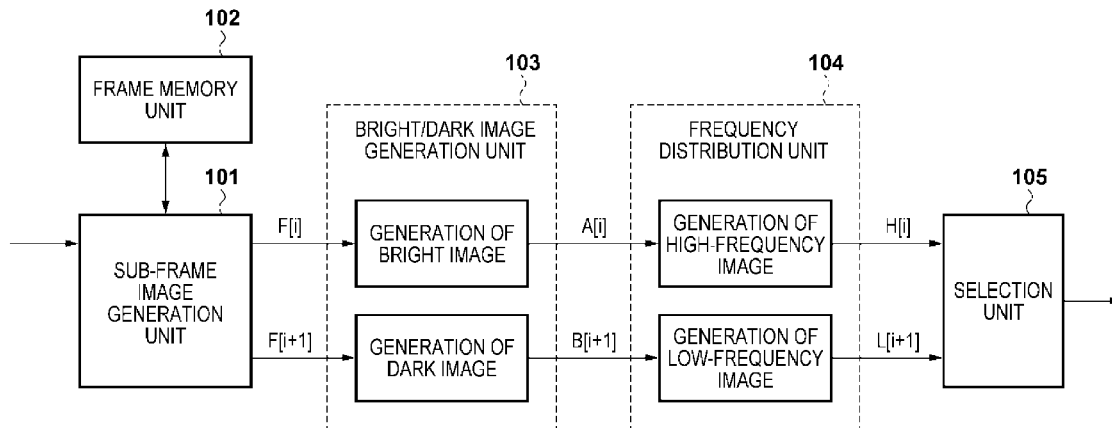 102
FRAME MEMORY
UNIT
103
BRIGHT/DARK IMAGE
GENERATION UNIT
104
FREQUENCY
DISTRIBUTION UNIT
101
SUB-FRAME
IMAGE
GENERATION
UNIT
F[i]
GENERATION OF
BRIGHT IMAGE
A[i]
GENERATION OF
HIGH-FREQUENCY
IMAGE
H[i]
105
SELECTION
UNIT
F[i+1]
GENERATION OF
DARK IMAGE
B[i+1]
GENERATION OF
LOW-FREQUENCY
IMAGE
L[i+1]